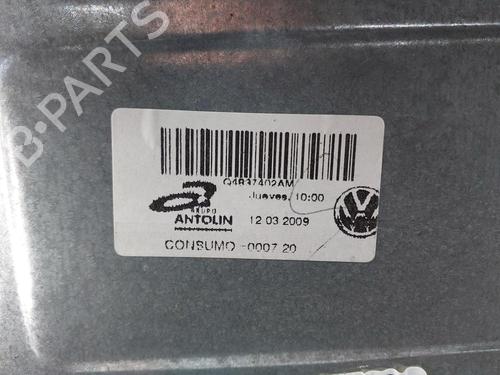 B-PARTS
Q4R37402AM
Jueves, 10:00
GRUPO
ANTOLIN
12 03 2009
CONSUMO -0007 20